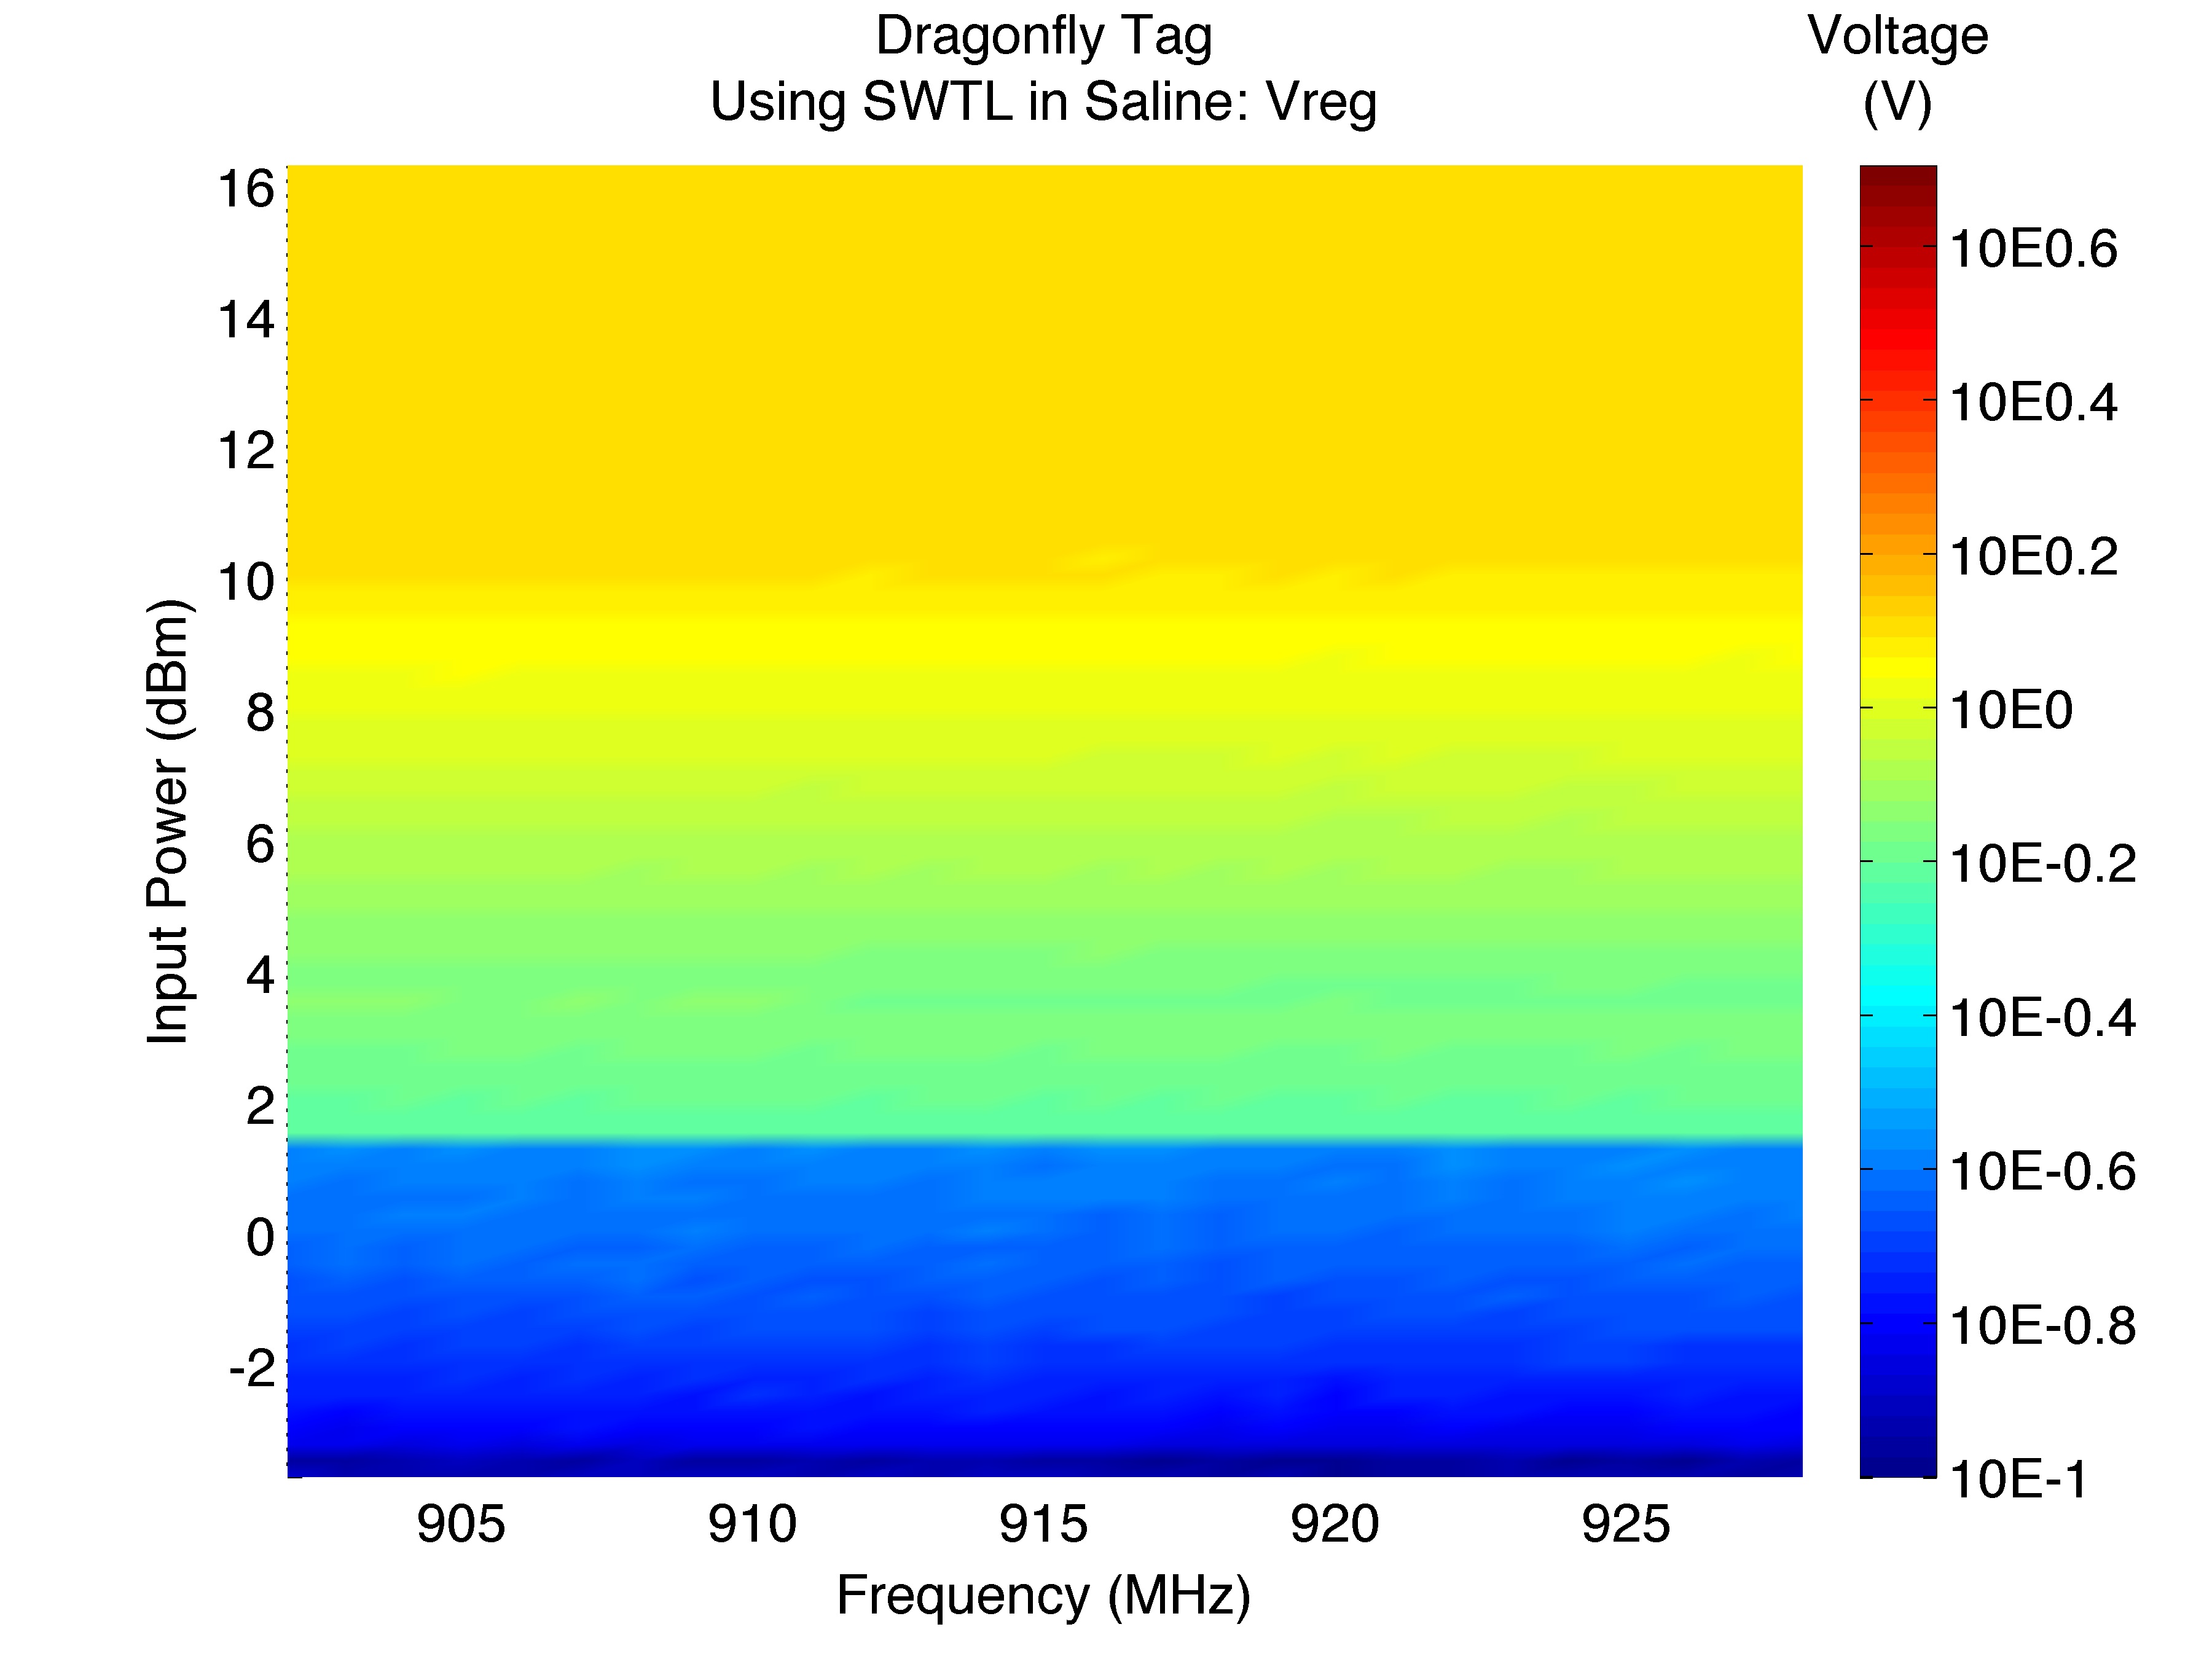 Dragonfly Tag
Using SWTL in Saline: Vreg
Voltage
(V)
16
14
12
10
8
6
4
2
0
-2
Input Power (dBm)
905 910 915 920 925
Frequency (MHz)
10E0.6
10E0.4
10E0.2
10E0
10E-0.2
10E-0.4
10E-0.6
10E-0.8
10E-1